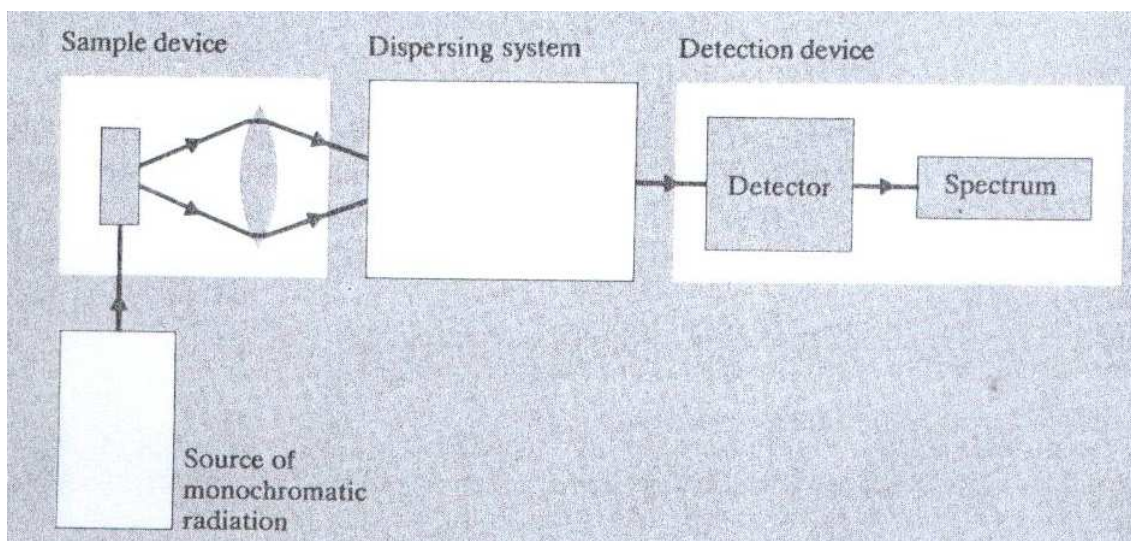 Sample device
Dispersing system
Detection device
Detector
Spectrum
Source of
monochromatic
radiation